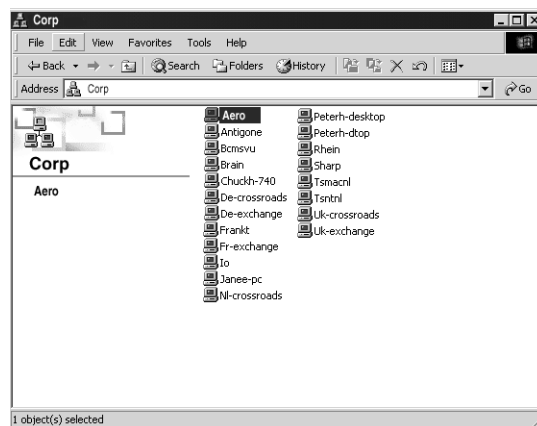 Corp
File Edit View Favorites Tools Help
Back Search Folders History
Address Corp Go
Corp
Aero
Aero
Antigone
Bcmsvu
Brain
Chuckh-740
De-crossroads
De-exchange
Frankt
Fr-exchange
Io
Janee-pc
Nl-crossroads
Peterh-desktop
Peterh-dtop
Rhein
Sharp
Tsmacnl
Tsntnl
Uk-crossroads
Uk-exchange
1 object(s) selected